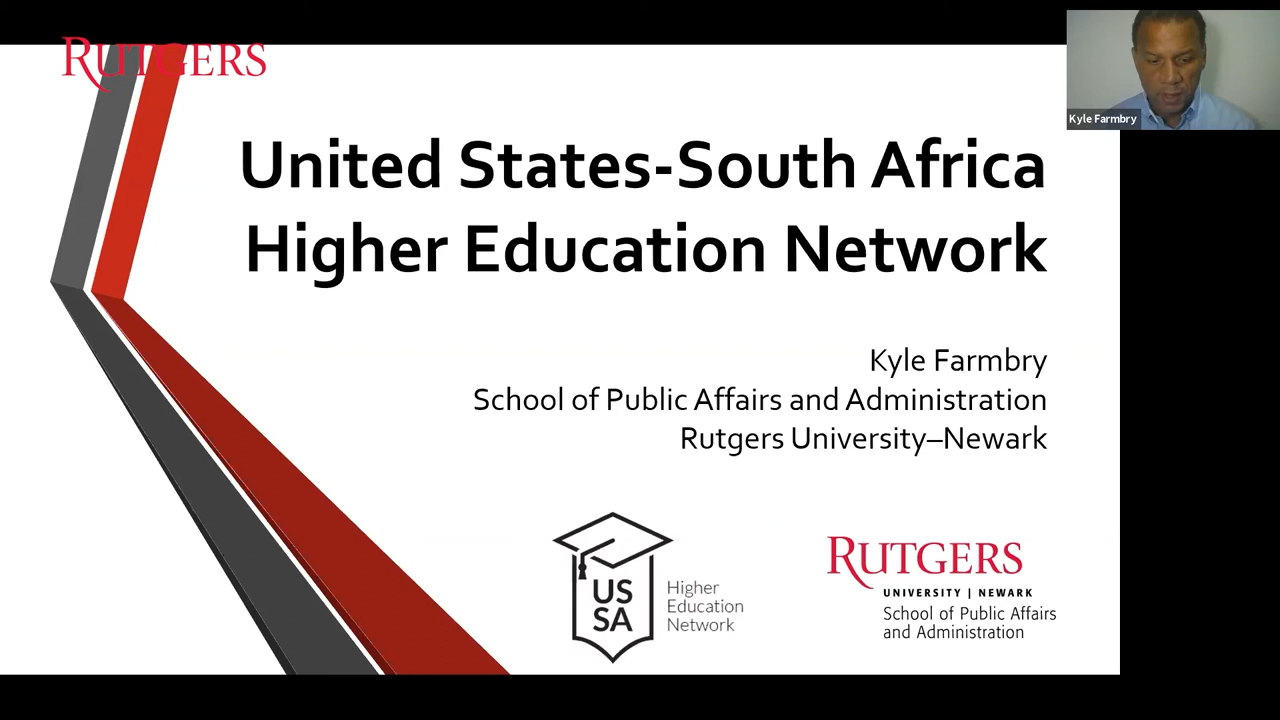 RUTGERS
Kyle Farmbry
United States-South Africa
Higher Education Network
Kyle Farmbry
School of Public Affairs and Administration
Rutgers University–Newark
US
SA
Higher
Education
Network
RUTGERS
UNIVERSITY | NEWARK
School of Public Affairs
and Administration